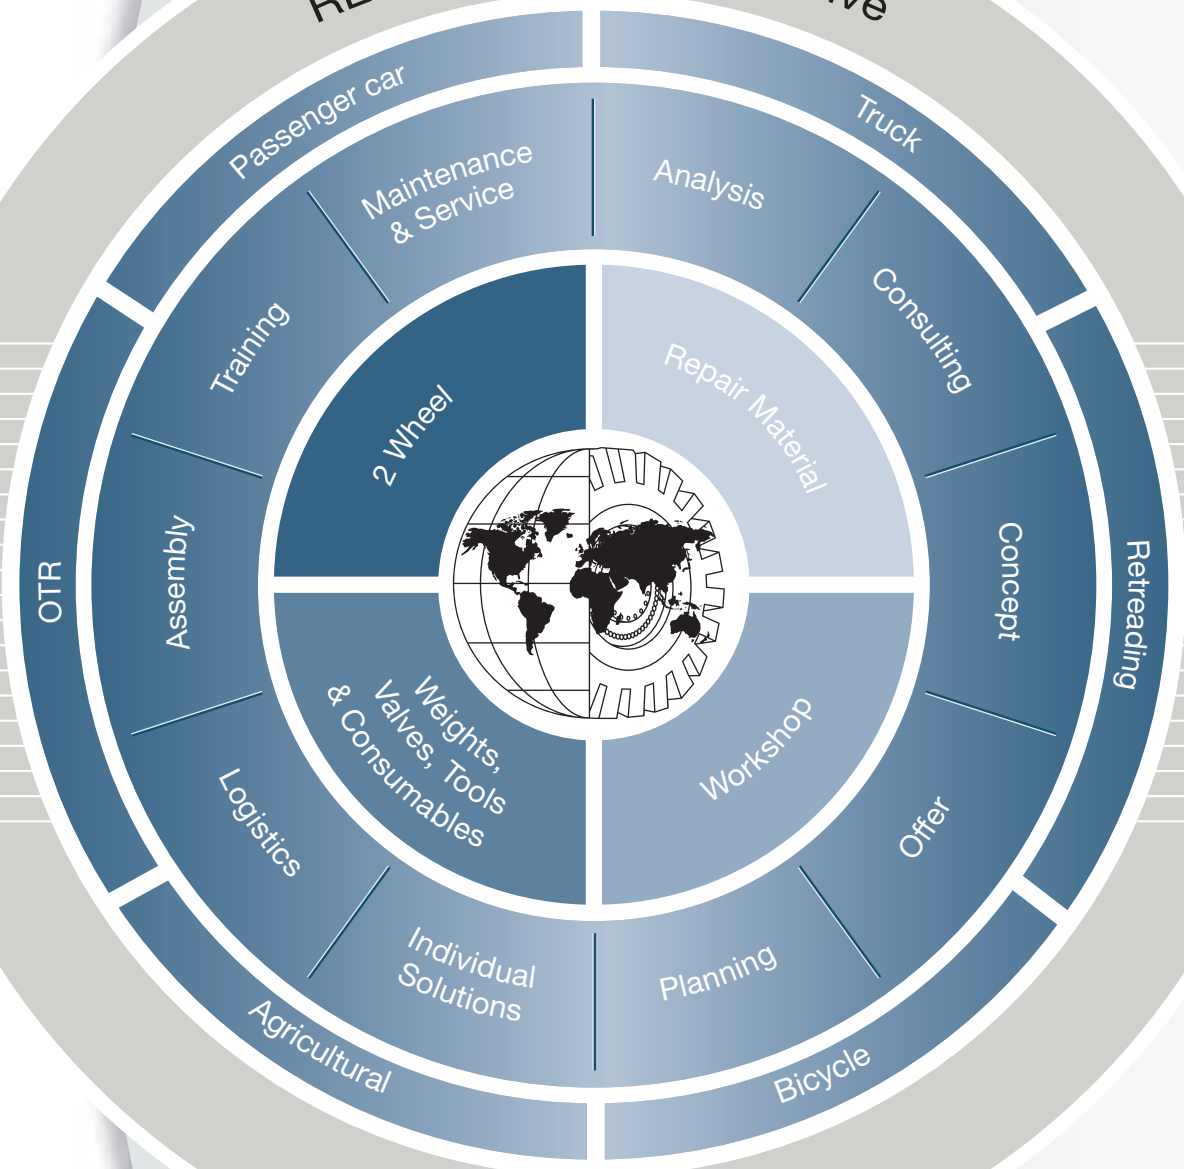 Passenger car
Truck
Retreading
Bicycle
Agricultural
OTR
Maintenance
& Service
Analysis
Consulting
Concept
Offer
Planning
Individual
Solutions
Logistics
Assembly
Training
2 Wheel
Repair Material
Workshop
Weights,
Valves, Tools
& Consumables